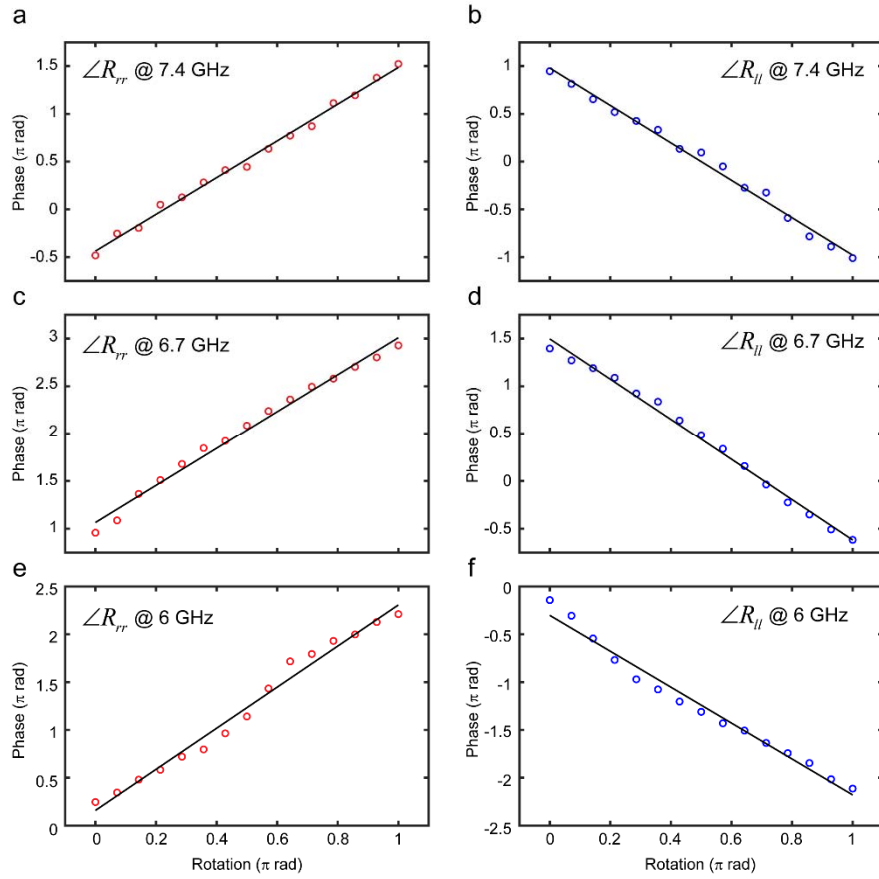 a
∠R_rr @ 7.4 GHz
Phase (π rad)
1.5
1
0.5
0
-0.5
b
∠R_ll @ 7.4 GHz
Phase (π rad)
1
0.5
0
-0.5
-1
c
∠R_rr @ 6.7 GHz
Phase (π rad)
3
2.5
2
1.5
1
d
∠R_ll @ 6.7 GHz
Phase (π rad)
1.5
1
0.5
0
-0.5
e
∠R_rr @ 6 GHz
Phase (π rad)
2.5
2
1.5
1
0.5
0
0 0.2 0.4 0.6 0.8 1
Rotation (π rad)
f
∠R_ll @ 6 GHz
Phase (π rad)
0
-0.5
-1
-1.5
-2
-2.5
0 0.2 0.4 0.6 0.8 1
Rotation (π rad)